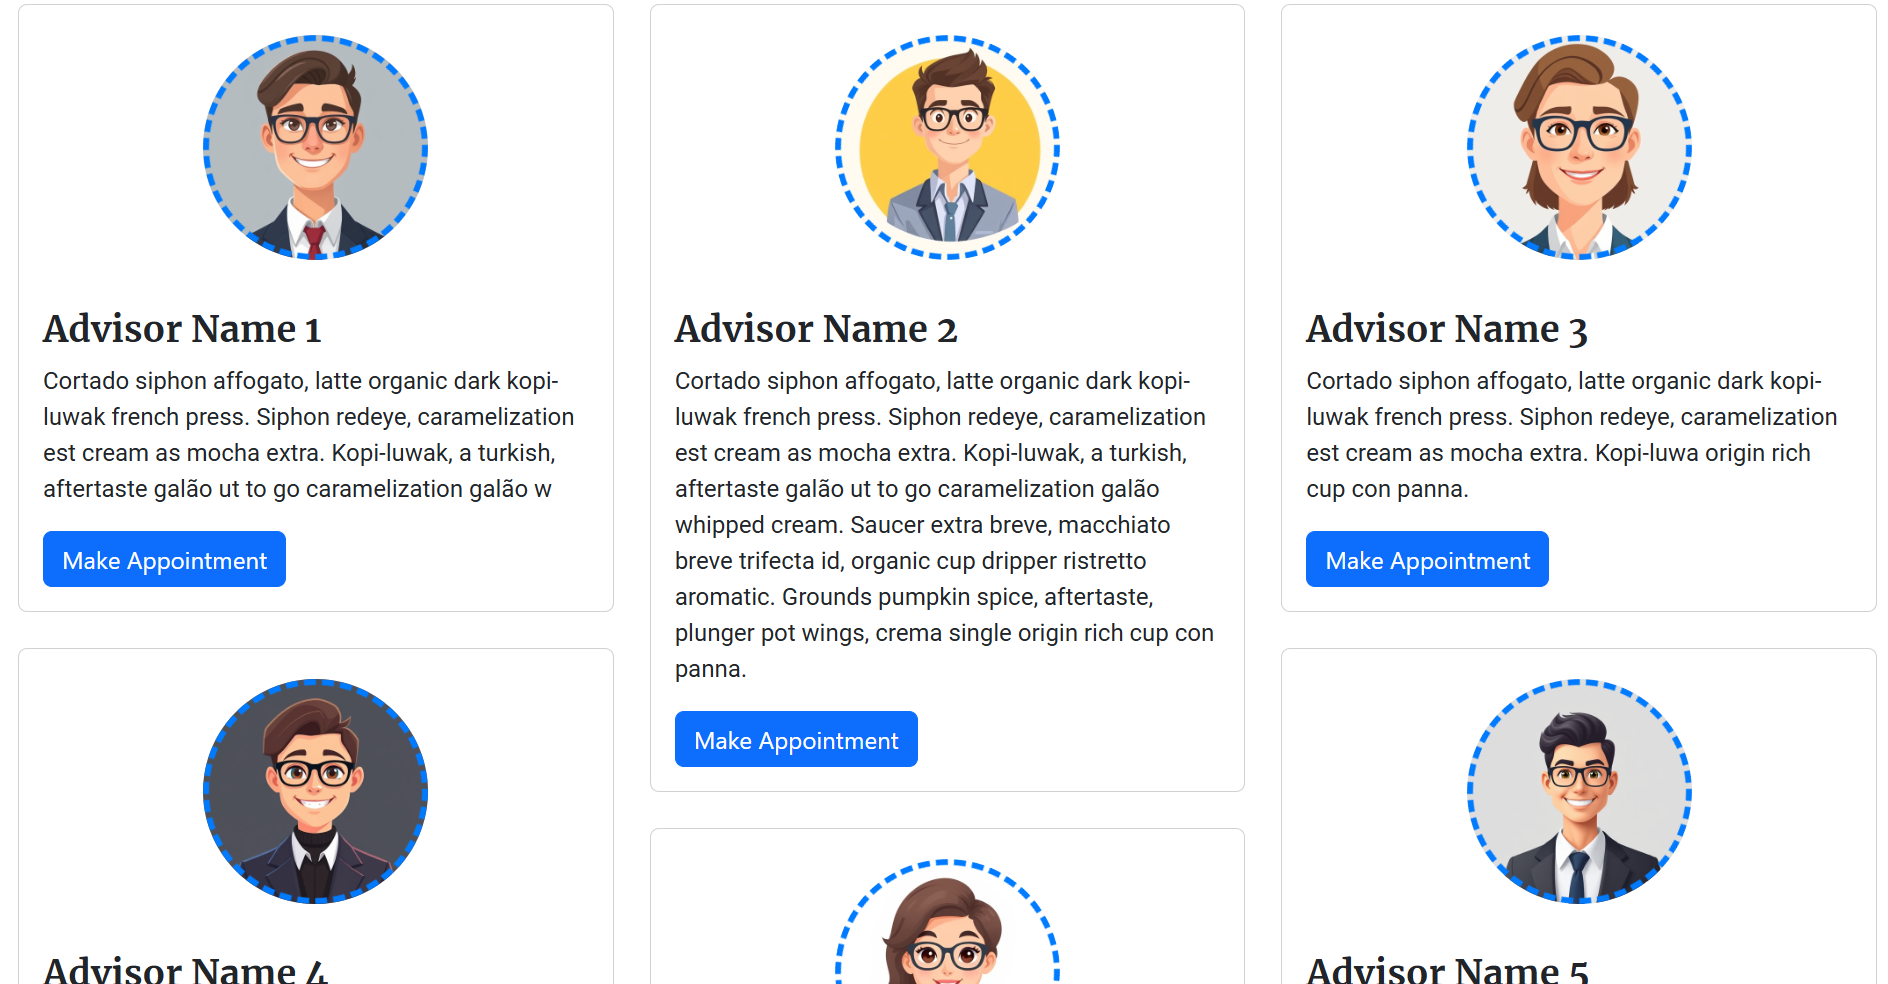 Advisor Name 1
Cortado siphon affogato, latte organic dark kopi-
luwak french press. Siphon redeye, caramelization
est cream as mocha extra. Kopi-luwak, a turkish,
aftertaste galão ut to go caramelization galão w
Make Appointment
Advisor Name 2
Cortado siphon affogato, latte organic dark kopi-
luwak french press. Siphon redeye, caramelization
est cream as mocha extra. Kopi-luwak, a turkish,
aftertaste galão ut to go caramelization galão
whipped cream. Saucer extra breve, macchiato
breve trifecta id, organic cup dripper ristretto
aromatic. Grounds pumpkin spice, aftertaste,
plunger pot wings, crema single origin rich cup con
panna.
Make Appointment
Advisor Name 3
Cortado siphon affogato, latte organic dark kopi-
luwak french press. Siphon redeye, caramelization
est cream as mocha extra. Kopi-luwa origin rich
cup con panna.
Make Appointment
Advisor Name 4
Advisor Name 5